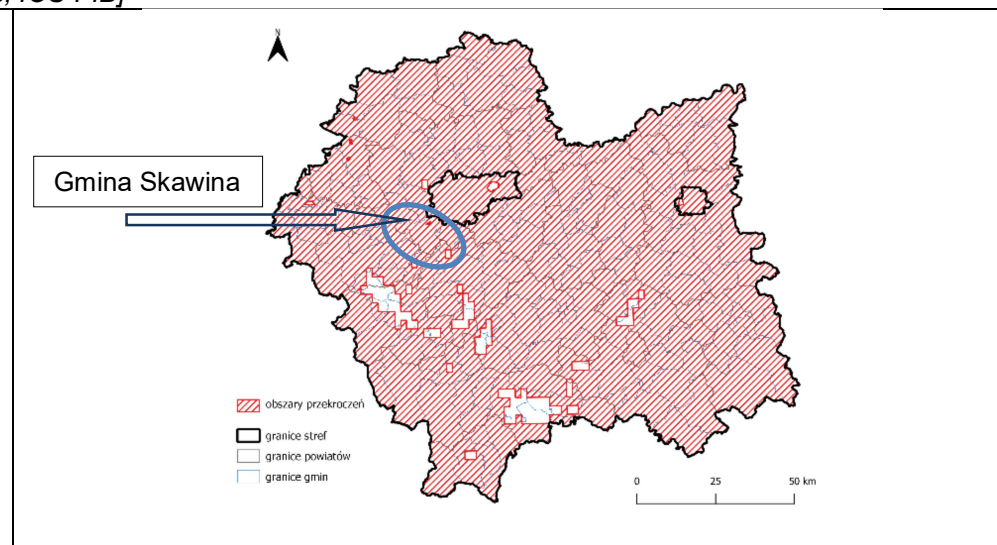 N
Gmina Skawina
obszary przekroczeń
granice stref
granice powiatów
granice gmin
0 25 50 km